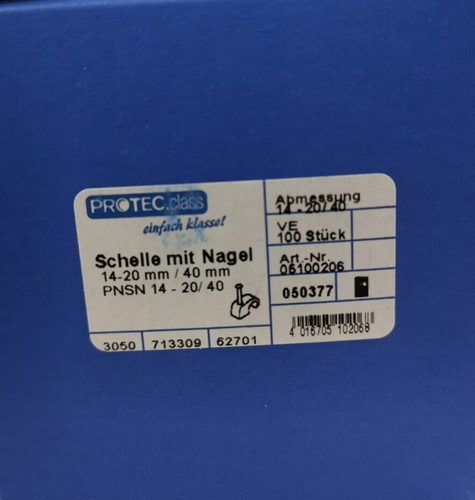 PROTEC.class
einfach klasse!
Schelle mit Nagel
14-20 mm / 40 mm
PNSN 14 - 20/ 40
3050 713309 62701
Abmessung
14 - 20/ 40
VE
100 Stück
Art.-Nr.
05100206
050377
4 016705 102068